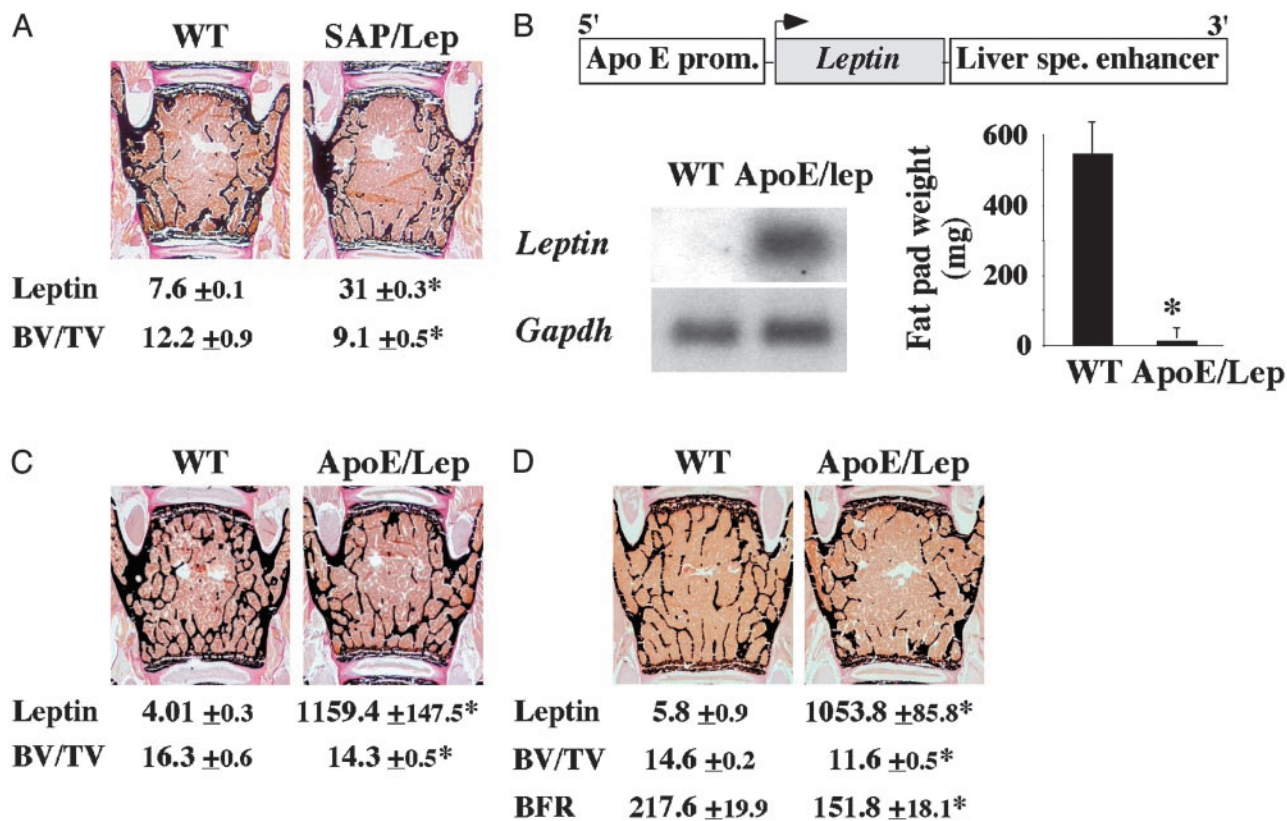 A
WT SAP/Lep
Leptin 7.6 ±0.1 31 ±0.3*
BV/TV 12.2 ±0.9 9.1 ±0.5*
B
5' 3'
Apo E prom. Leptin Liver spe. enhancer
WT ApoE/lep
Leptin
Gapdh
Fat pad weight
(mg)
600
400
200
0
*
WT ApoE/Lep
C
WT ApoE/Lep
Leptin 4.01 ±0.3 1159.4 ±147.5*
BV/TV 16.3 ±0.6 14.3 ±0.5*
D
WT ApoE/Lep
Leptin 5.8 ±0.9 1053.8 ±85.8*
BV/TV 14.6 ±0.2 11.6 ±0.5*
BFR 217.6 ±19.9 151.8 ±18.1*